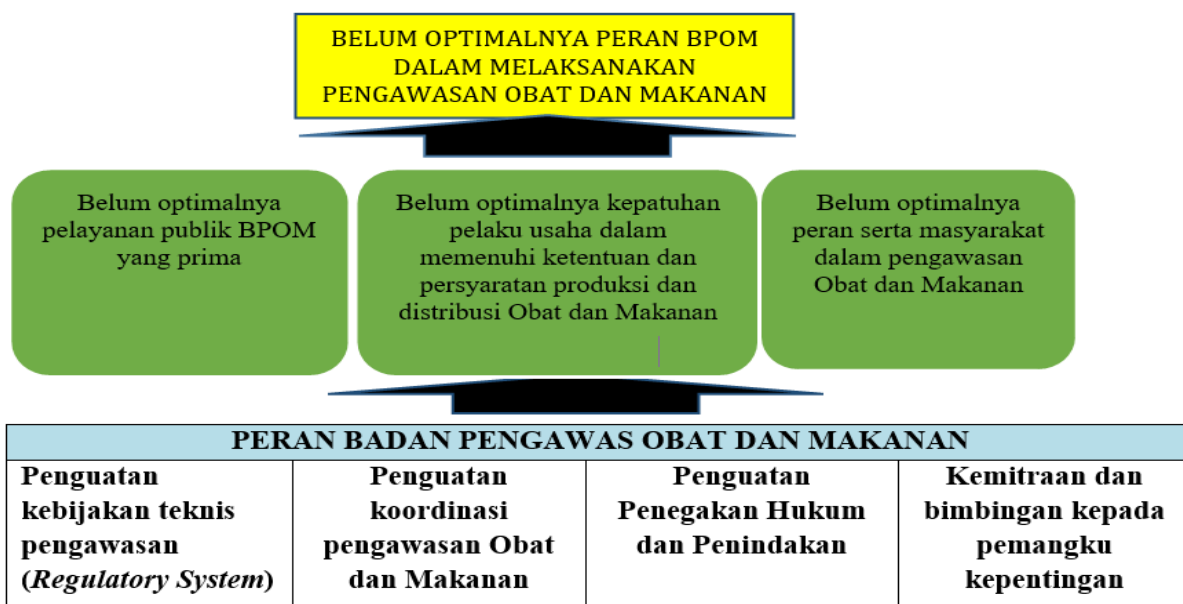 BELUM OPTIMALNYA PERAN BPOM
DALAM MELAKSANAKAN
PENGAWASAN OBAT DAN MAKANAN
Belum optimalnya
pelayanan publik BPOM
yang prima
Belum optimalnya kepatuhan
pelaku usaha dalam
memenuhi ketentuan dan
persyaratan produksi dan
distribusi Obat dan Makanan
Belum optimalnya
peran serta masyarakat
dalam pengawasan
Obat dan Makanan
PERAN BADAN PENGAWAS OBAT DAN MAKANAN
Penguatan
kebijakan teknis
pengawasan
(Regulatory System)
Penguatan
koordinasi
pengawasan Obat
dan Makanan
Penguatan
Penegakan Hukum
dan Penindakan
Kemitraan dan
bimbingan kepada
pemangku
kepentingan